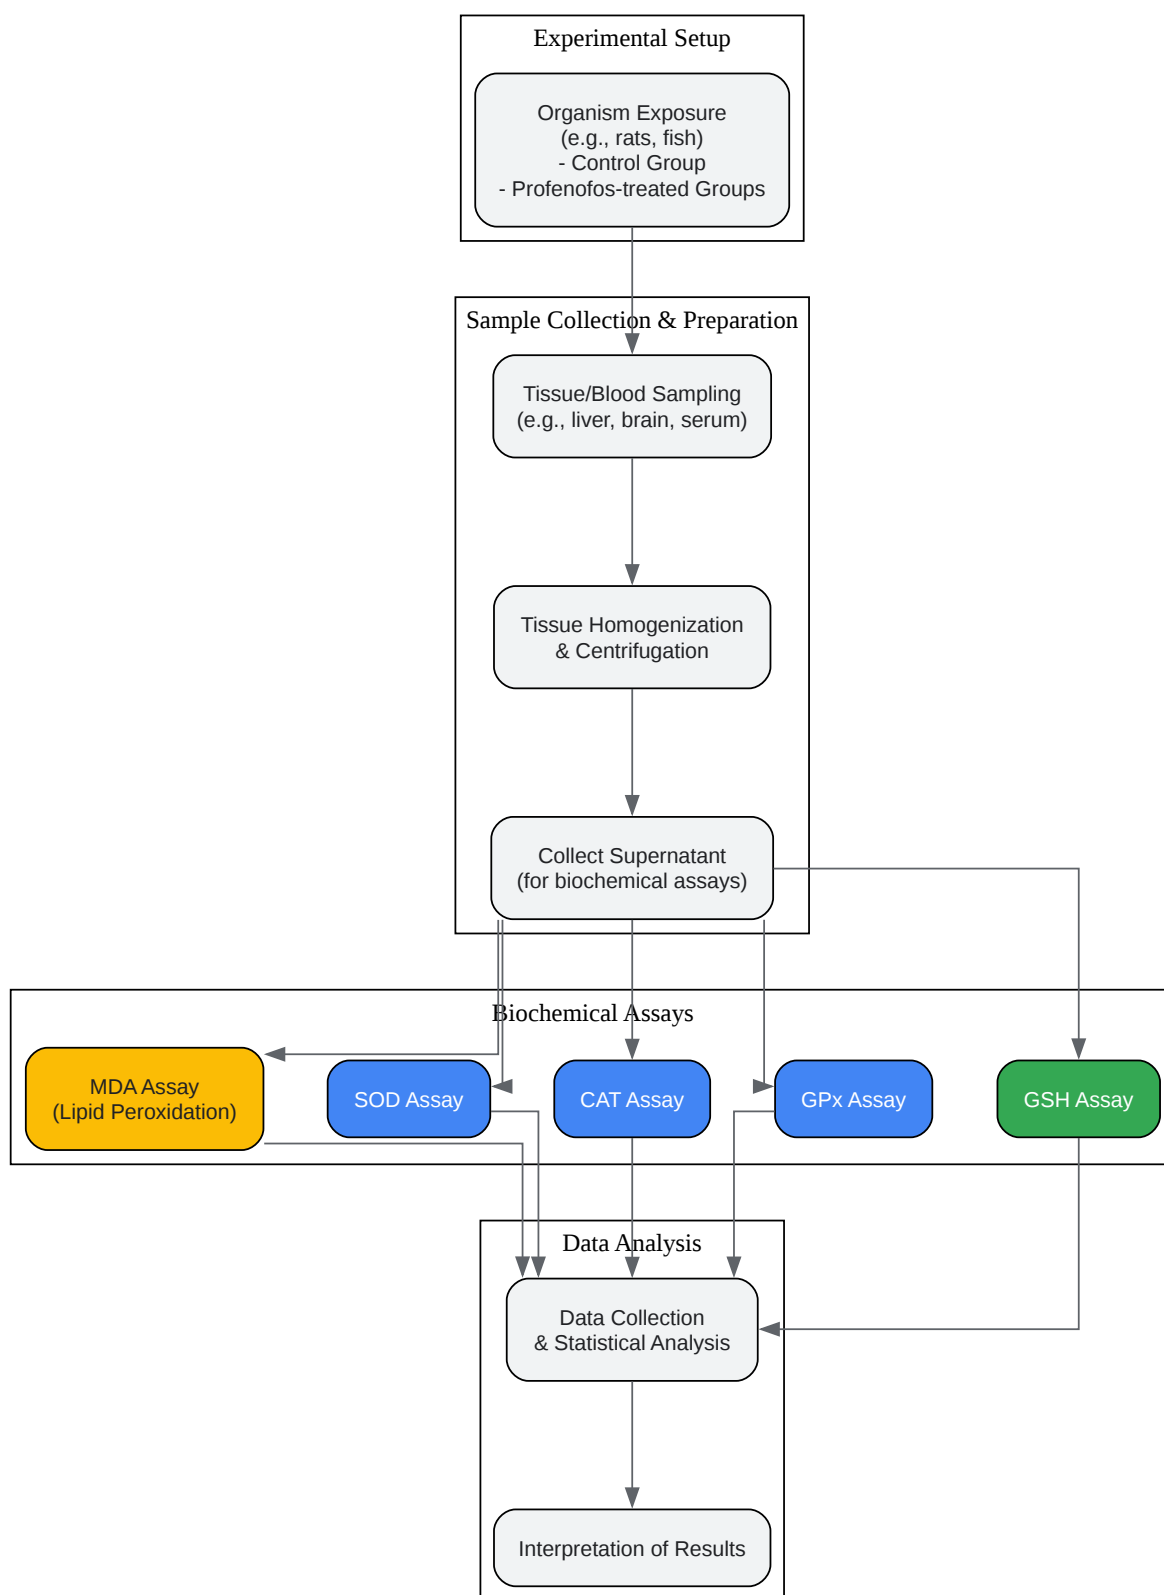 Experimental Setup
Organism Exposure
(e.g., rats, fish)
- Control Group
- Profenofos-treated Groups
Sample Collection & Preparation
Tissue/Blood Sampling
(e.g., liver, brain, serum)
Tissue Homogenization
& Centrifugation
Collect Supernatant
(for biochemical assays)
Biochemical Assays
MDA Assay
(Lipid Peroxidation)
SOD Assay
CAT Assay
GPx Assay
GSH Assay
Data Analysis
Data Collection
& Statistical Analysis
Interpretation of Results